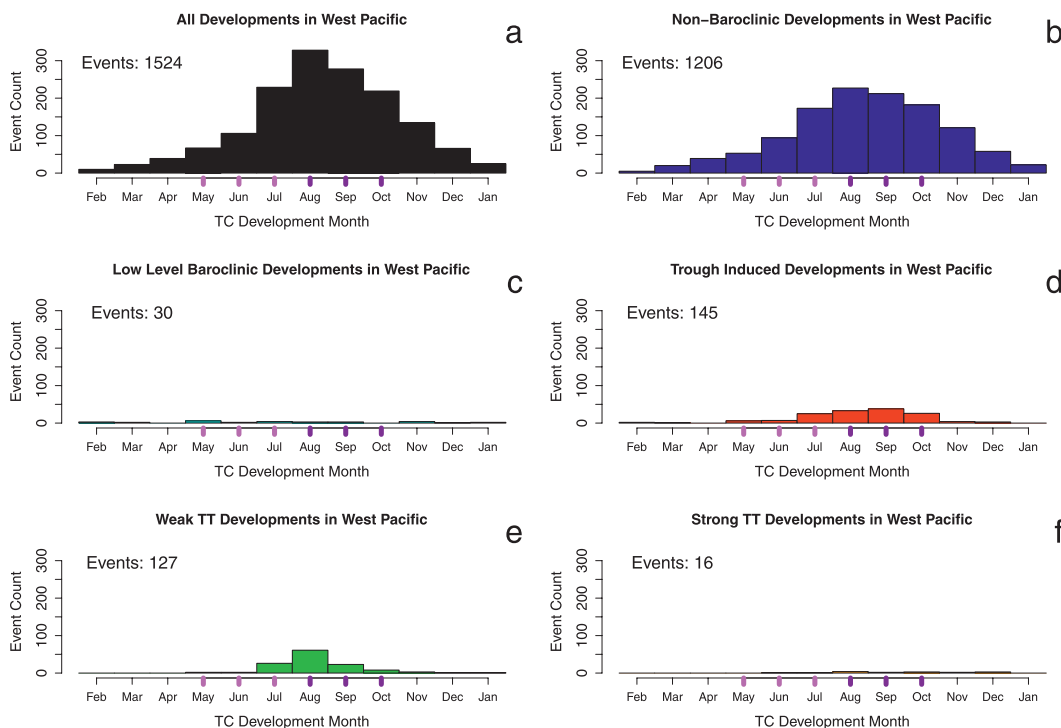 All Developments in West Pacific
a
Events: 1524
Event Count
0 100 200 300
Feb Mar Apr May Jun Jul Aug Sep Oct Nov Dec Jan
TC Development Month
Non−Baroclinic Developments in West Pacific
b
Events: 1206
Event Count
0 100 200 300
Feb Mar Apr May Jun Jul Aug Sep Oct Nov Dec Jan
TC Development Month
Low Level Baroclinic Developments in West Pacific
c
Events: 30
Event Count
0 100 200 300
Feb Mar Apr May Jun Jul Aug Sep Oct Nov Dec Jan
TC Development Month
Trough Induced Developments in West Pacific
d
Events: 145
Event Count
0 100 200 300
Feb Mar Apr May Jun Jul Aug Sep Oct Nov Dec Jan
TC Development Month
Weak TT Developments in West Pacific
e
Events: 127
Event Count
0 100 200 300
Feb Mar Apr May Jun Jul Aug Sep Oct Nov Dec Jan
TC Development Month
Strong TT Developments in West Pacific
f
Events: 16
Event Count
0 100 200 300
Feb Mar Apr May Jun Jul Aug Sep Oct Nov Dec Jan
TC Development Month